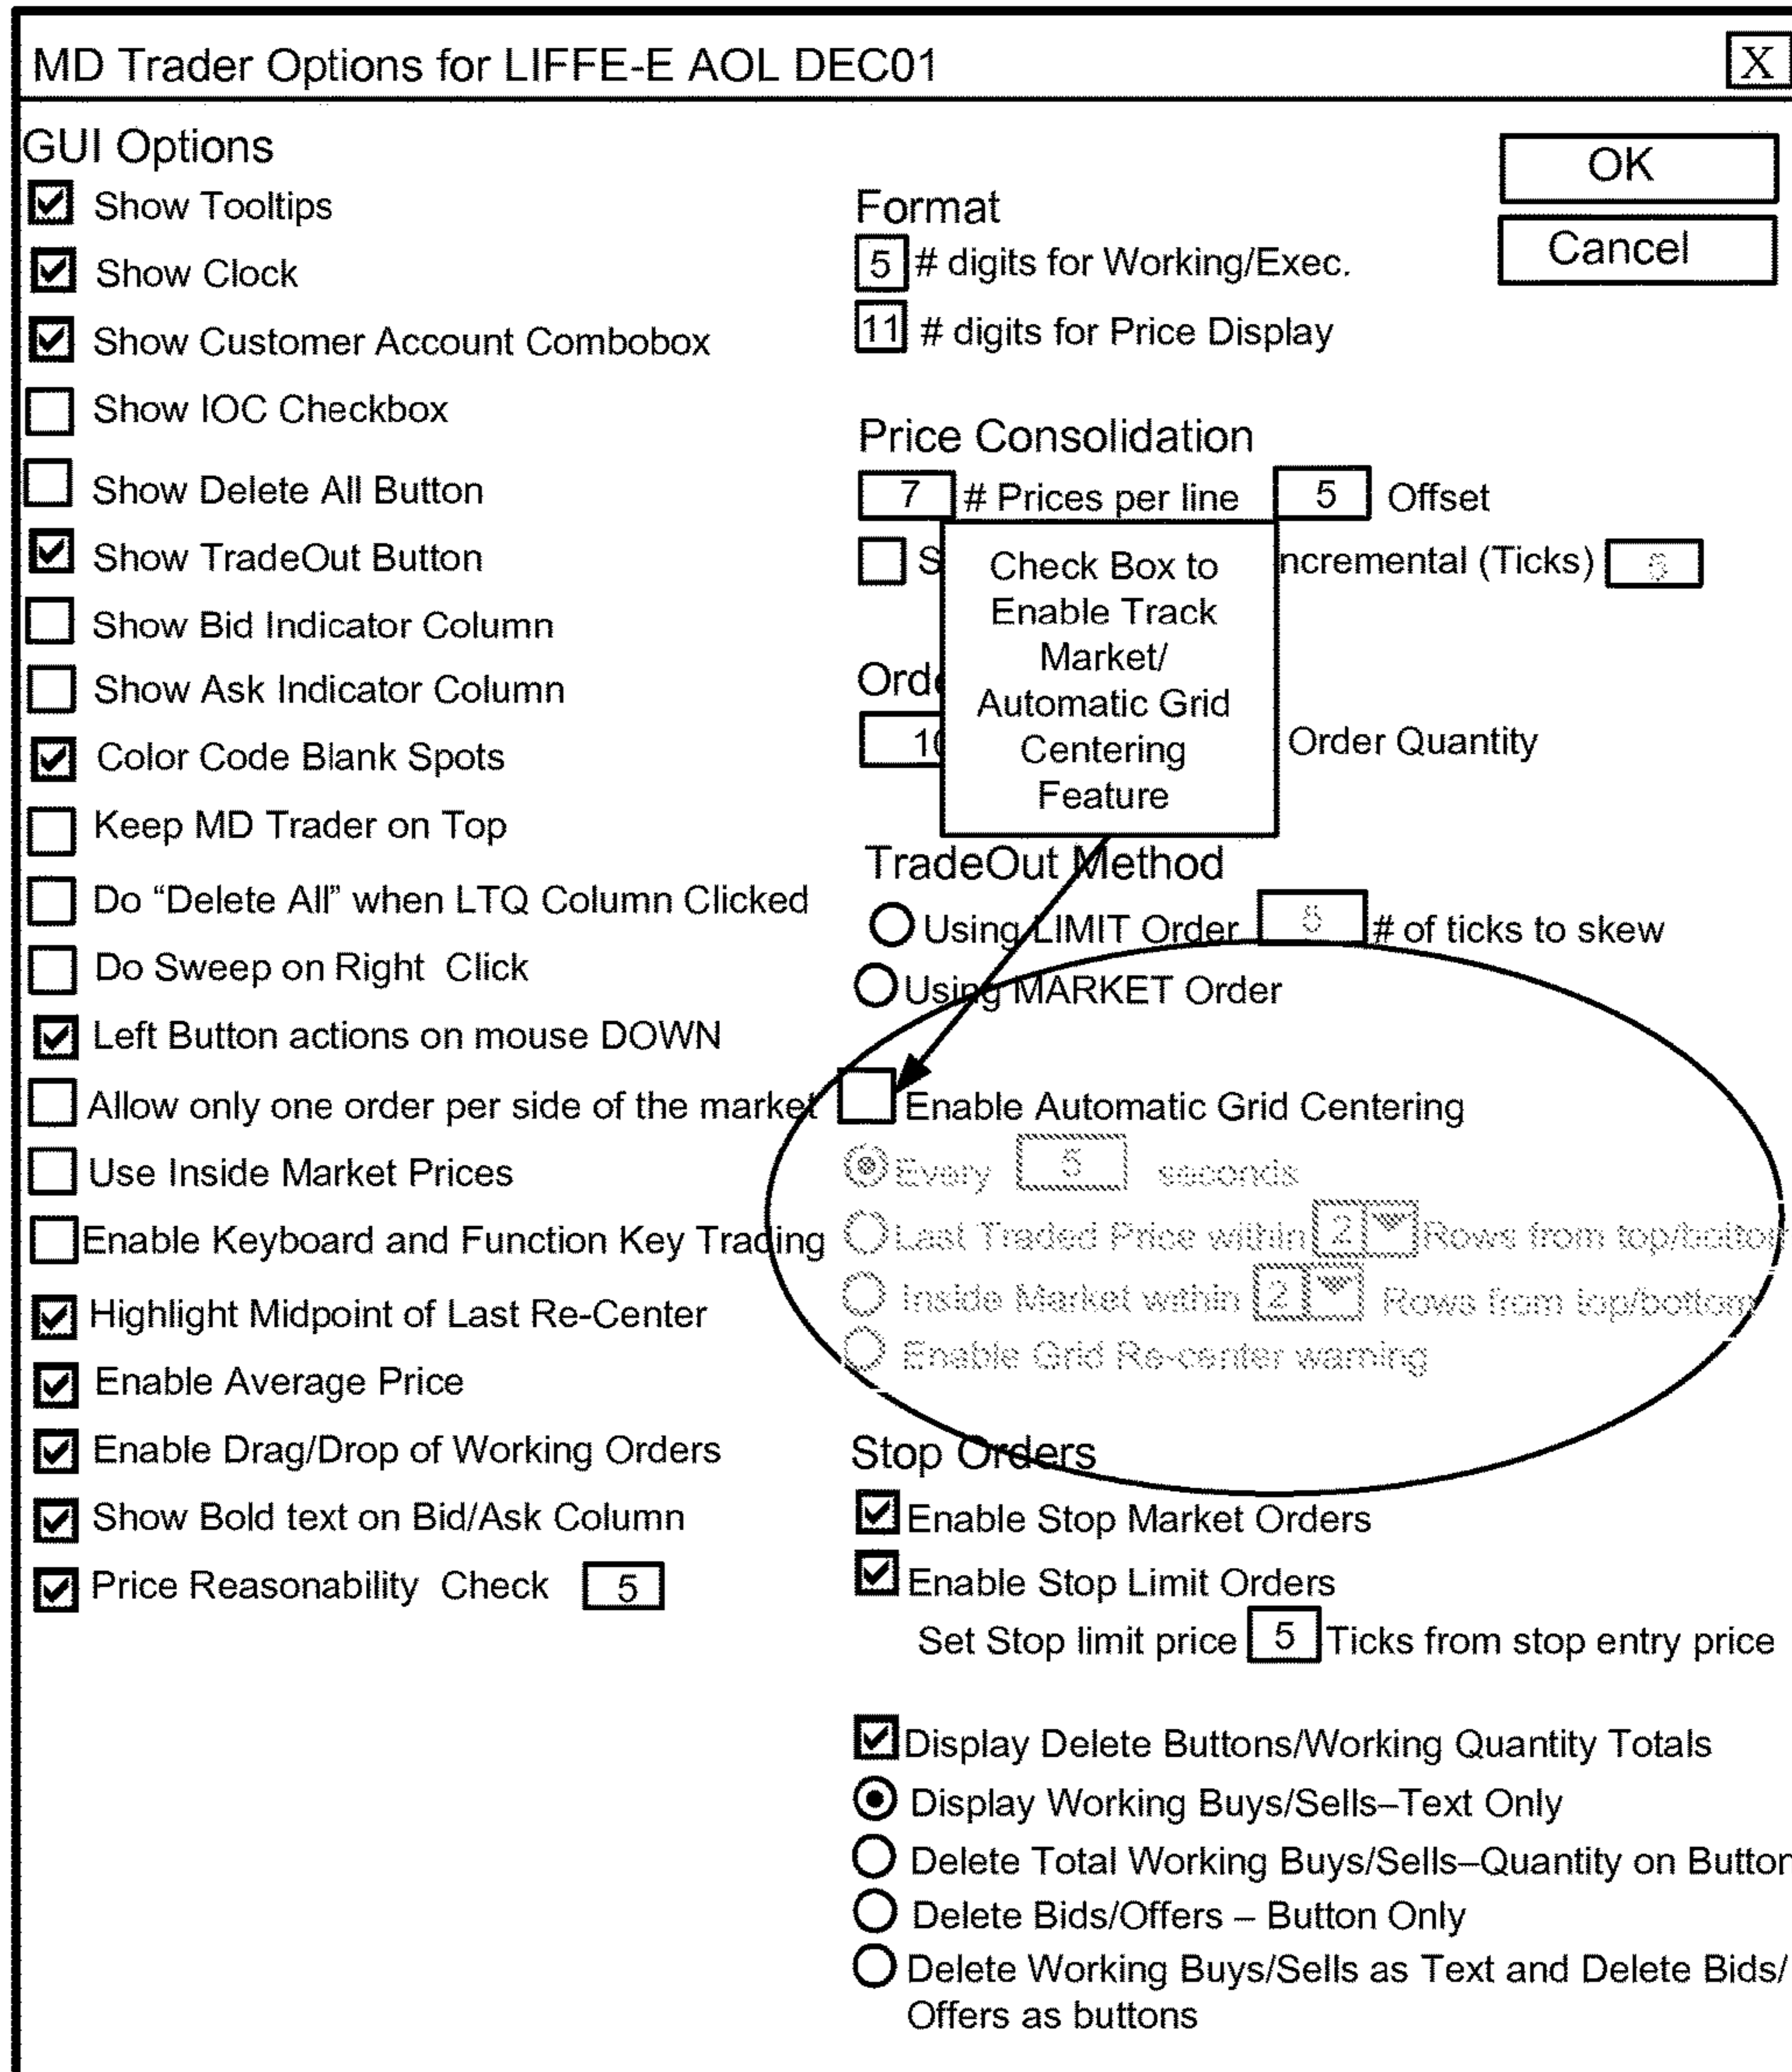 MD Trader Options for LIFFE-E AOL DEC01
X
GUI Options
Show Tooltips
Show Clock
Show Customer Account Combobox
Show IOC Checkbox
Show Delete All Button
Show TradeOut Button
Show Bid Indicator Column
Show Ask Indicator Column
Color Code Blank Spots
Keep MD Trader on Top
Do “Delete All” when LTQ Column Clicked
Do Sweep on Right Click
Left Button actions on mouse DOWN
Allow only one order per side of the market
Use Inside Market Prices
Enable Keyboard and Function Key Trading
Highlight Midpoint of Last Re-Center
Enable Average Price
Enable Drag/Drop of Working Orders
Show Bold text on Bid/Ask Column
Price Reasonability Check 5
OK
Cancel
Format
5 # digits for Working/Exec.
11 # digits for Price Display
Price Consolidation
7 # Prices per line 5 Offset
(Ticks)
Check Box to
Enable Track
Market/
Automatic Grid
Centering
Feature
Order Quantity
TradeOut Method
Using LIMIT Order 5 # of ticks to skew
Using MARKET Order
Enable Automatic Grid Centering
Every 5 seconds
Last Traded Price within 2 Rows from top/bottom
Inside Market within 2 Rows from top/bottom
Enable Grid Re-center warning
Stop Orders
Enable Stop Market Orders
Enable Stop Limit Orders
Set Stop limit price 5 Ticks from stop entry price
Display Delete Buttons/Working Quantity Totals
Display Working Buys/Sells–Text Only
Delete Total Working Buys/Sells–Quantity on Button
Delete Bids/Offers – Button Only
Delete Working Buys/Sells as Text and Delete Bids/
Offers as buttons